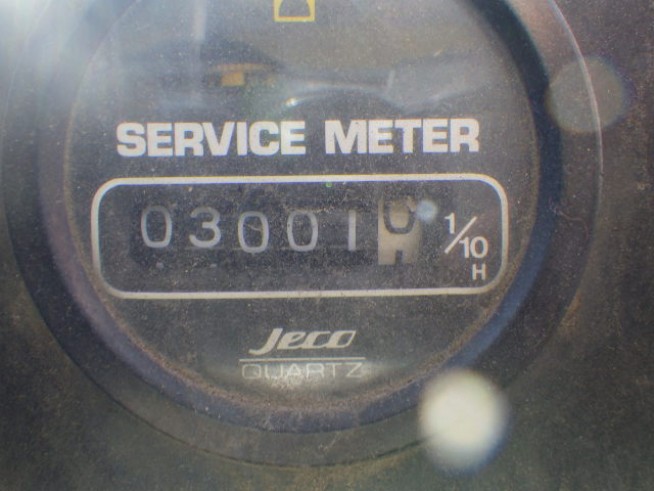 SERVICE METER
03001 1/10
H
Jeco
QUARTZ